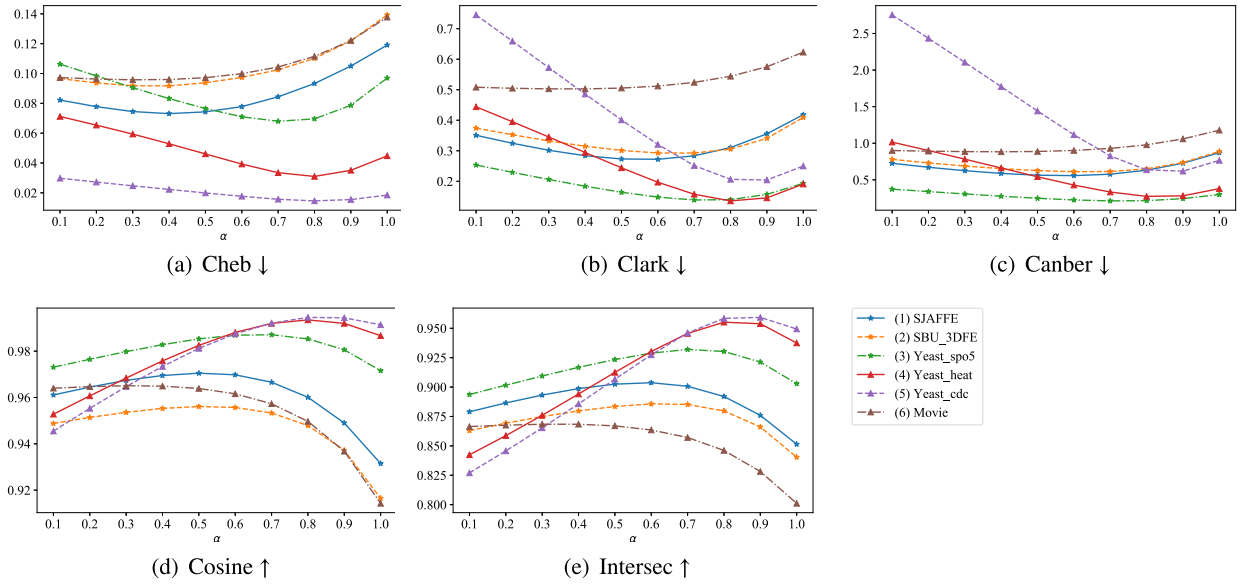 0.14
0.12
0.10
0.08
0.06
0.04
0.02
0.1 0.2 0.3 0.4 0.5 0.6 0.7 0.8 0.9 1.0
α
(a) Cheb ↓
0.7
0.6
0.5
0.4
0.3
0.2
0.1 0.2 0.3 0.4 0.5 0.6 0.7 0.8 0.9 1.0
α
(b) Clark ↓
2.5
2.0
1.5
1.0
0.5
0.1 0.2 0.3 0.4 0.5 0.6 0.7 0.8 0.9 1.0
α
(c) Canber ↓
0.98
0.96
0.94
0.92
0.1 0.2 0.3 0.4 0.5 0.6 0.7 0.8 0.9 1.0
α
(d) Cosine ↑
0.950
0.925
0.900
0.875
0.850
0.825
0.800
0.1 0.2 0.3 0.4 0.5 0.6 0.7 0.8 0.9 1.0
α
(e) Intersec ↑
(1) SJAFFE
(2) SBU_3DFE
(3) Yeast_spo5
(4) Yeast_heat
(5) Yeast_cdc
(6) Movie